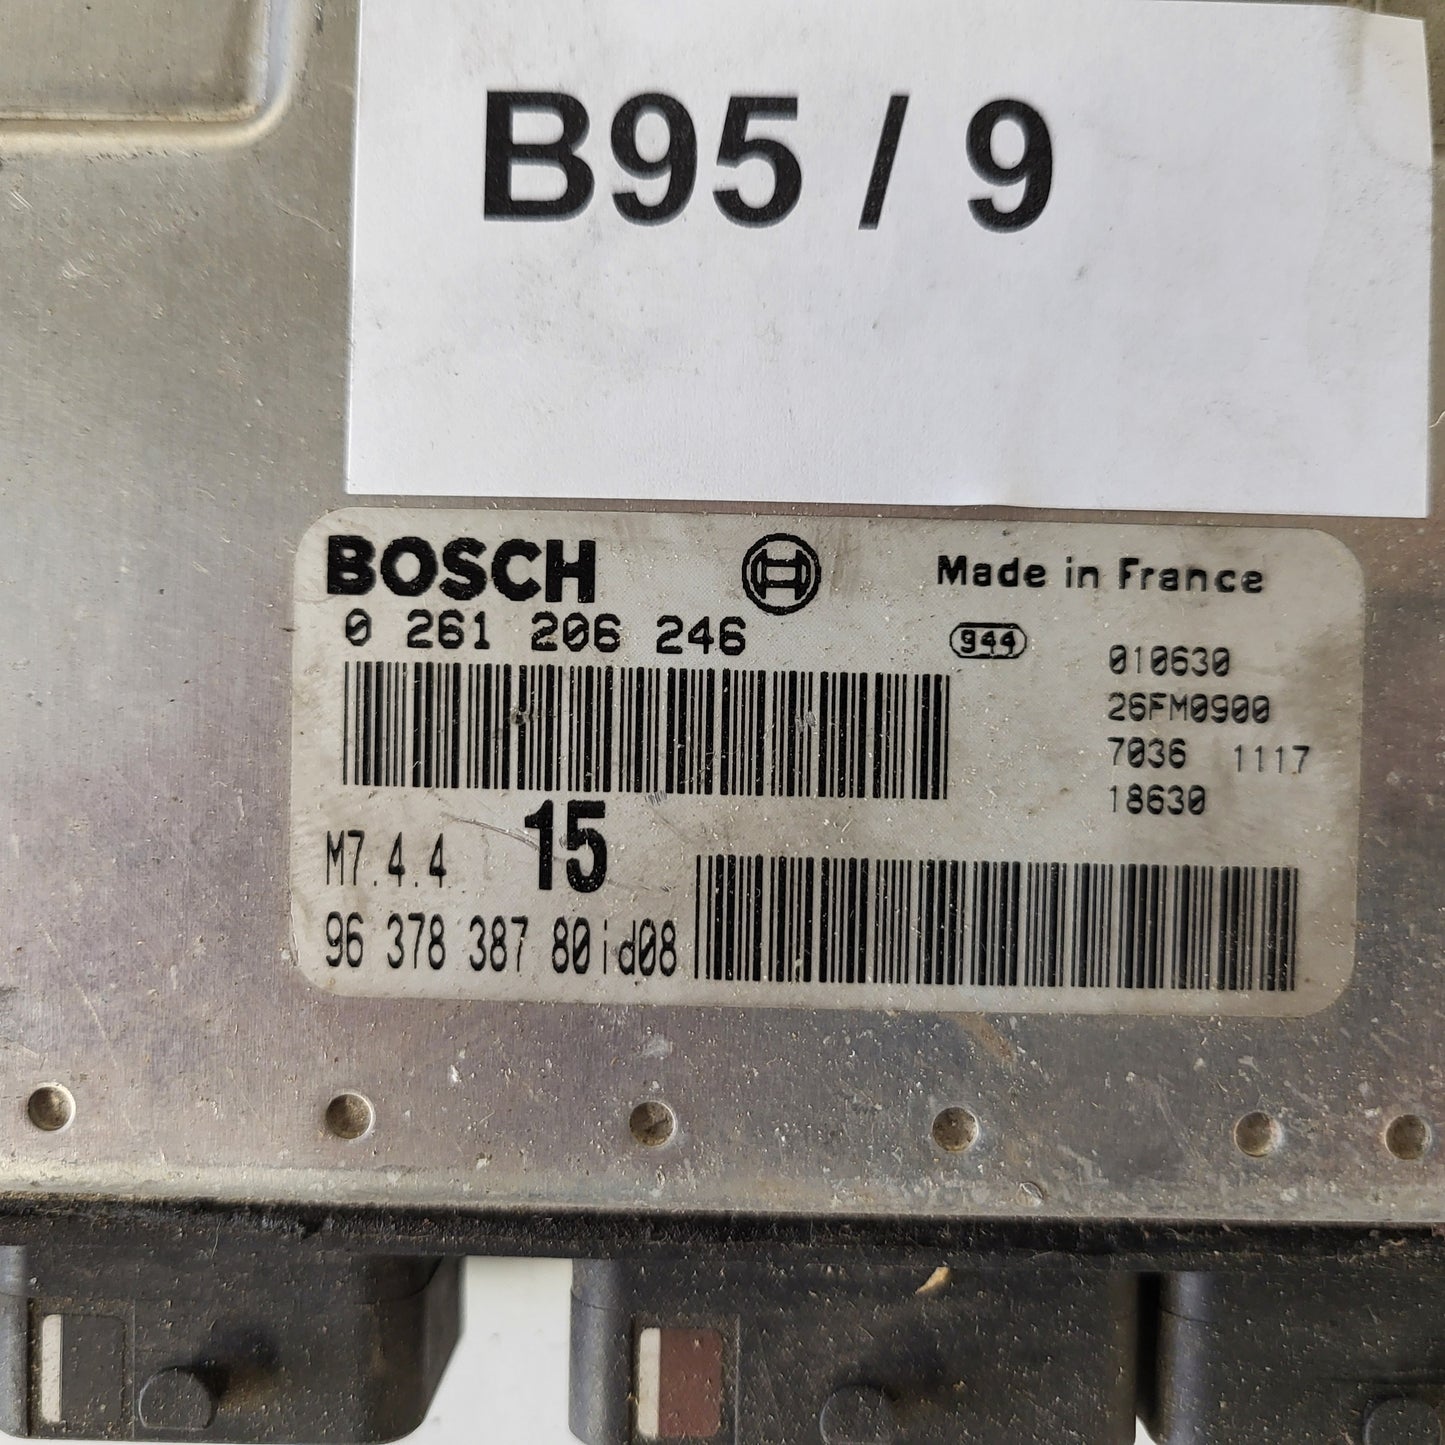 B95 / 9
BOSCH
Made in France
0 261 206 246
944
010630
26FM0900
7036 1117
18630
M7.4.4 15
96 378 387 80id08